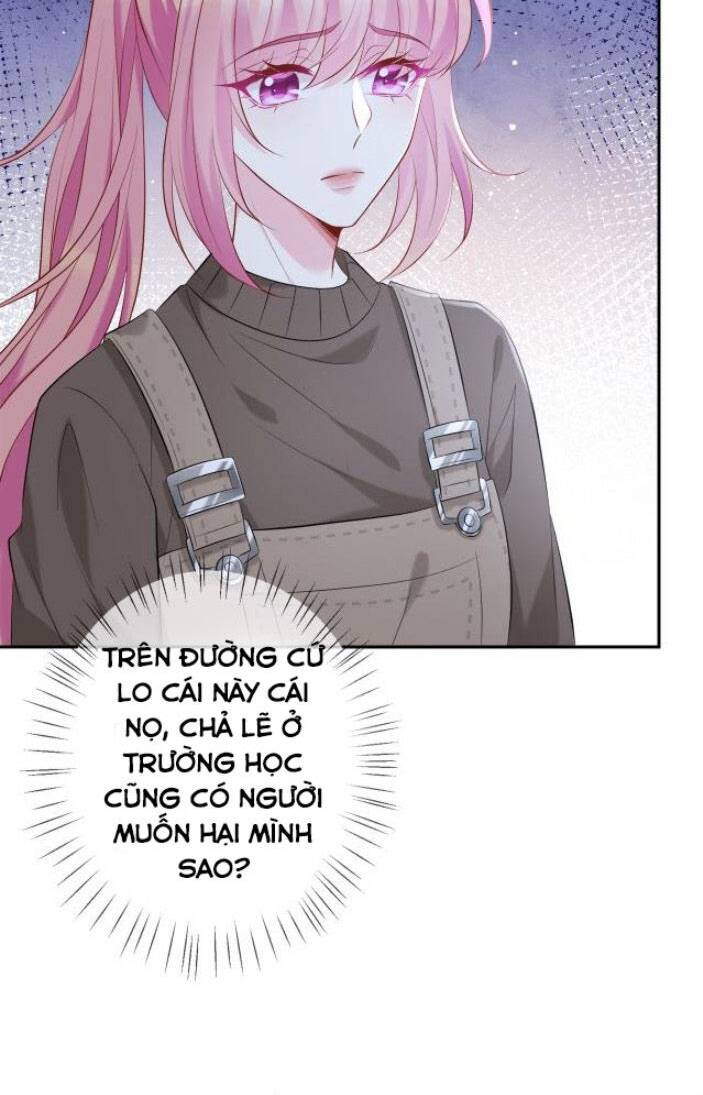 TRÊN ĐƯỜNG CỨ
LO CÁI NÀY CÁI
NỌ, CHẢ LẼ Ở
TRƯỜNG HỌC
CŨNG CÓ NGƯỜI
MUỐN HẠI MÌNH
SAO?